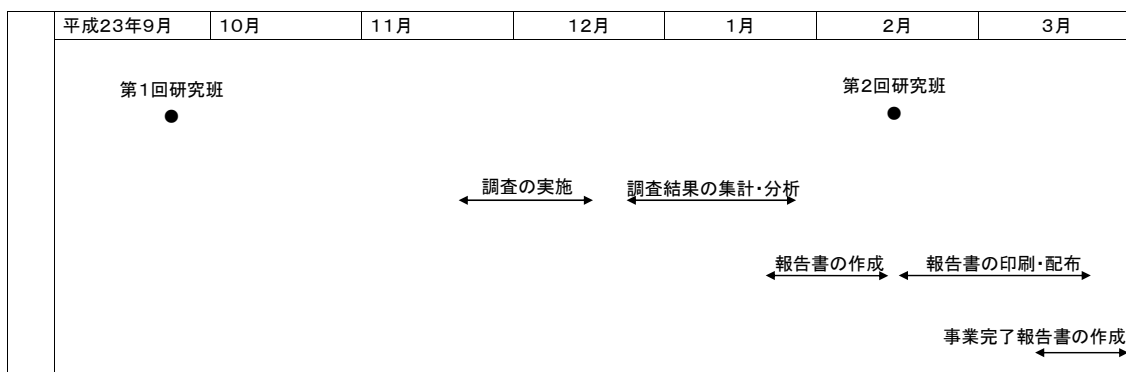 平成23年9月 10月 11月 12月 1月 2月 3月
第1回研究班 第2回研究班
調査の実施 調査結果の集計・分析
報告書の作成 報告書の印刷・配布
事業完了報告書の作成